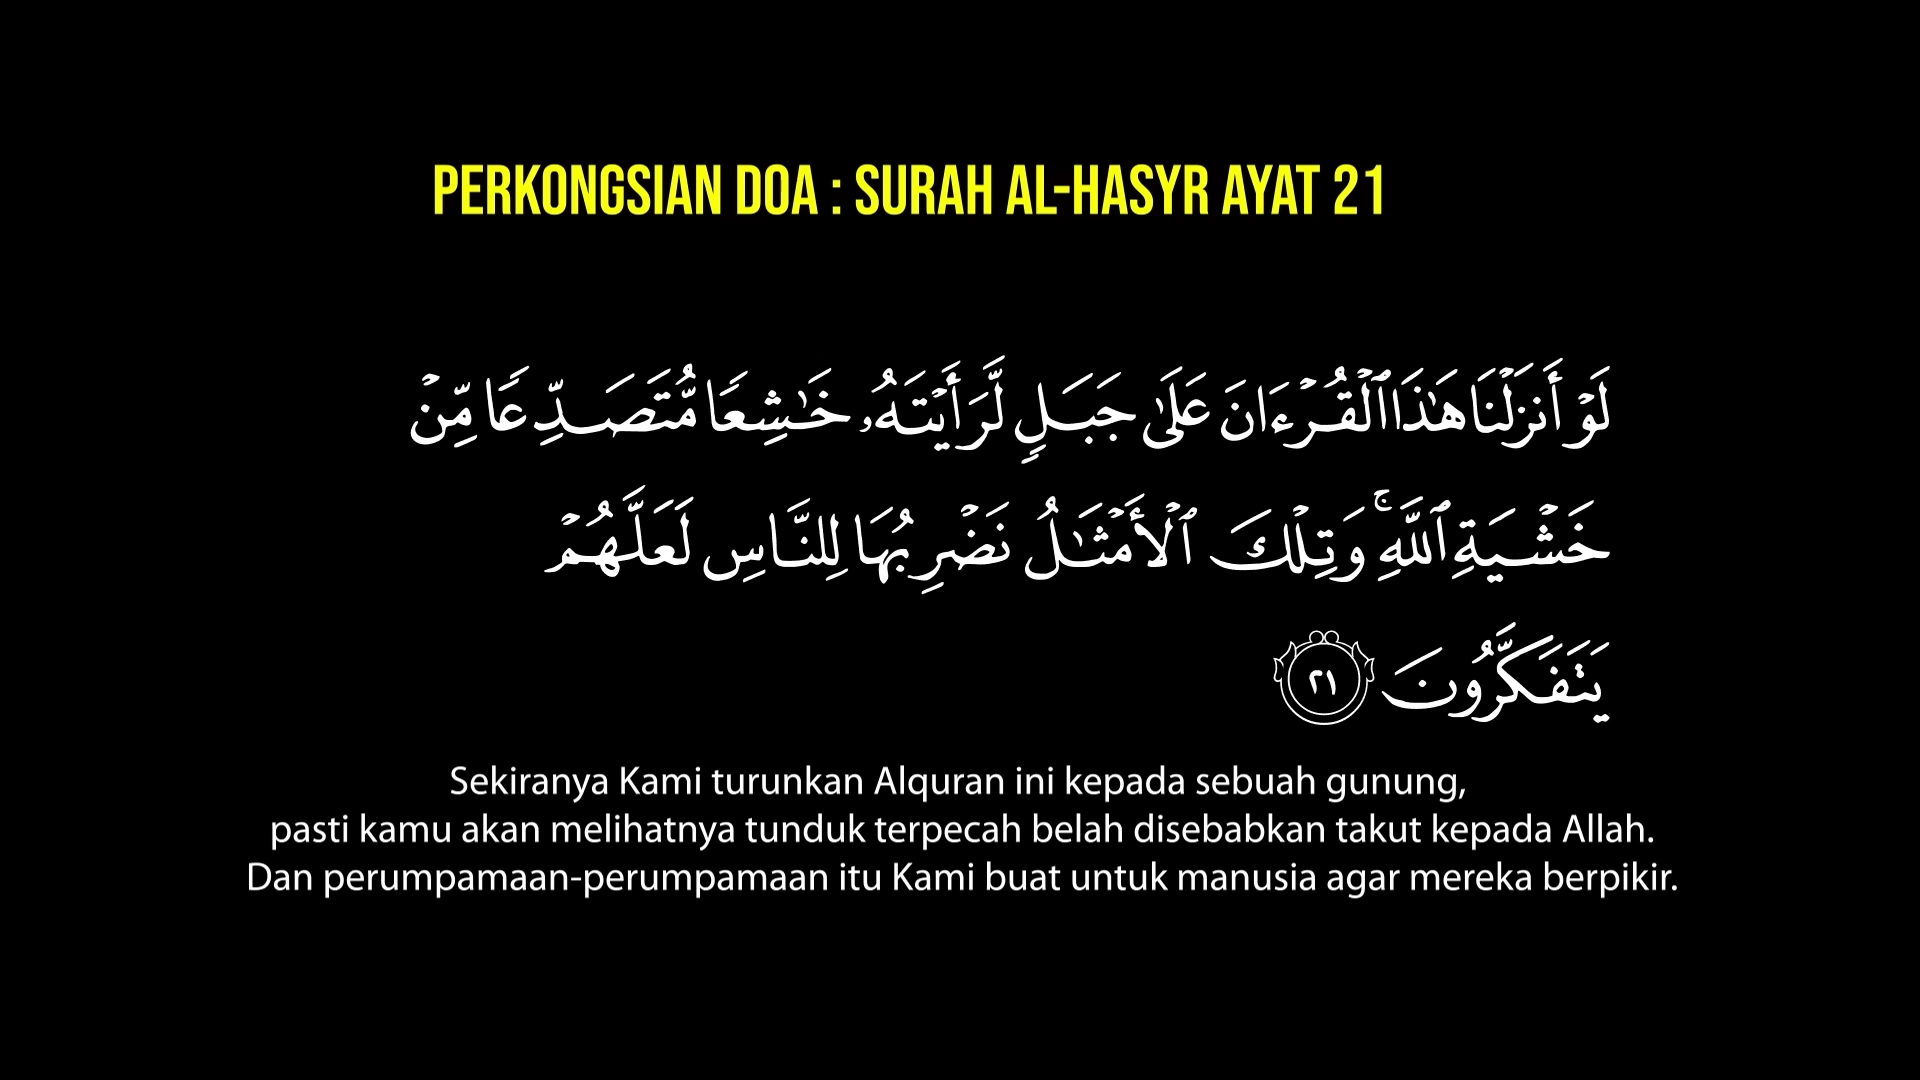 PERKONGSIAN DOA : SURAH AL-HASYR AYAT 21
لَوْ أَنزَلْنَا هَٰذَا ٱلْقُرْءَانَ عَلَىٰ جَبَلٍ لَّرَأَيْتَهُۥ خَٰشِعًا مُّتَصَدِّعًا مِّنْ
خَشْيَةِ ٱللَّهِ ۚ وَتِلْكَ ٱلْأَمْثَٰلُ نَضْرِبُهَا لِلنَّاسِ لَعَلَّهُمْ
يَتَفَكَّرُونَ ٢١
Sekiranya Kami turunkan Alquran ini kepada sebuah gunung,
pasti kamu akan melihatnya tunduk terpecah belah disebabkan takut kepada Allah.
Dan perumpamaan-perumpamaan itu Kami buat untuk manusia agar mereka berpikir.